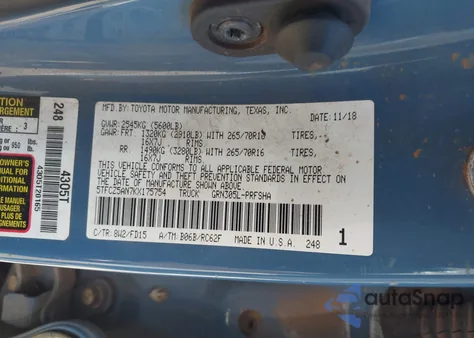 MFD. BY: TOYOTA MOTOR MANUFACTURING, TEXAS, INC.
DATE: 11/18
GVWR: 2545KG (5600LB)
GAWR: FRT. 1320KG (2910LB) WITH 265/70R16 TIRES,-
16X7J RIMS
RR. 1490KG (3280LB) WITH 265/70R16 TIRES,-
16X7J RIMS
THIS VEHICLE CONFORMS TO ALL APPLICABLE
FEDERAL MOTOR VEHICLE SAFETY AND THEFT PREVENTION
STANDARDS IN EFFECT ON THE DATE OF MANUFACTURE SHOWN ABOVE.
TRUCK GRN305L-PRFSHA
C/TR: 8W2/FD15 A/TM: B06B/RC62F MADE IN U.S.A. 248
1
248
4305T
OWNER'S
MANUAL FOR
autoSnap